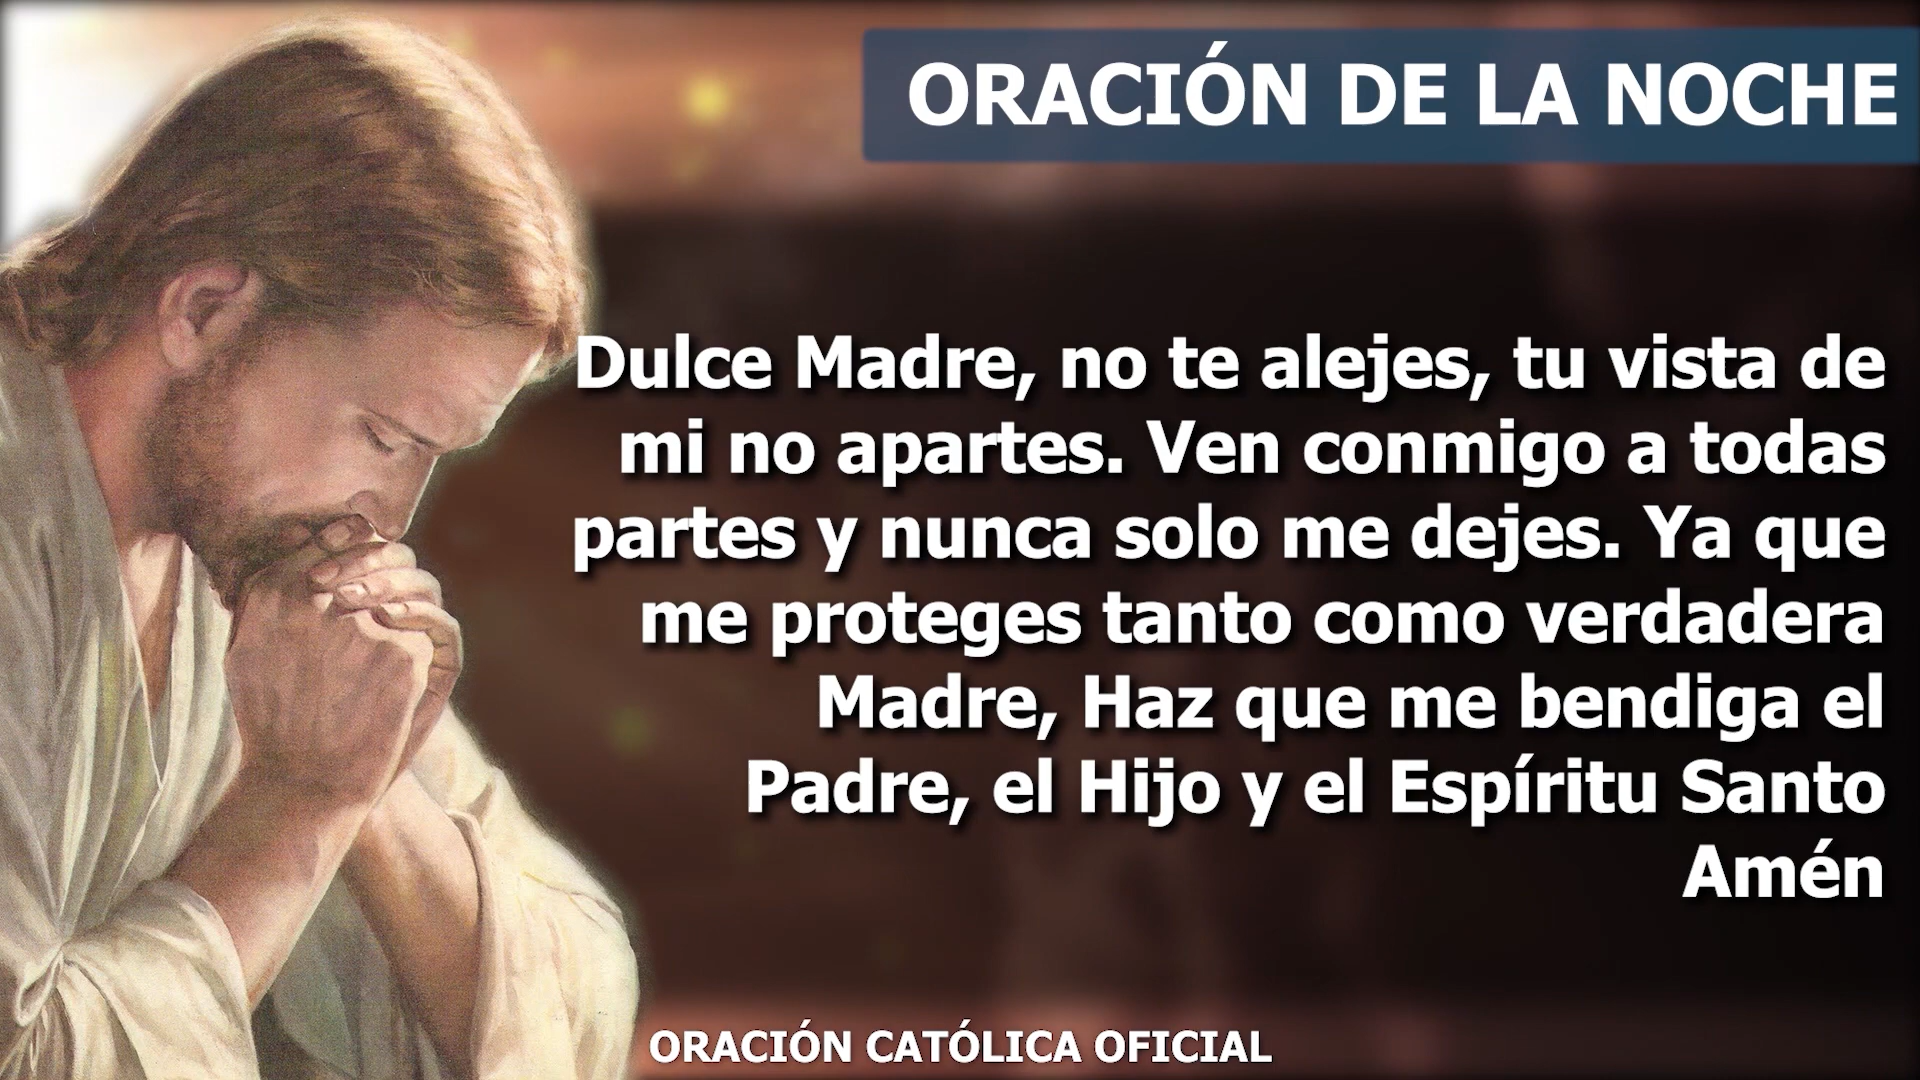 ORACIÓN DE LA NOCHE
Dulce Madre, no te alejes, tu vista de
mi no apartes. Ven conmigo a todas
partes y nunca solo me dejes. Ya que
me proteges tanto como verdadera
Madre, Haz que me bendiga el
Padre, el Hijo y el Espíritu Santo
Amén
ORACIÓN CATÓLICA OFICIAL